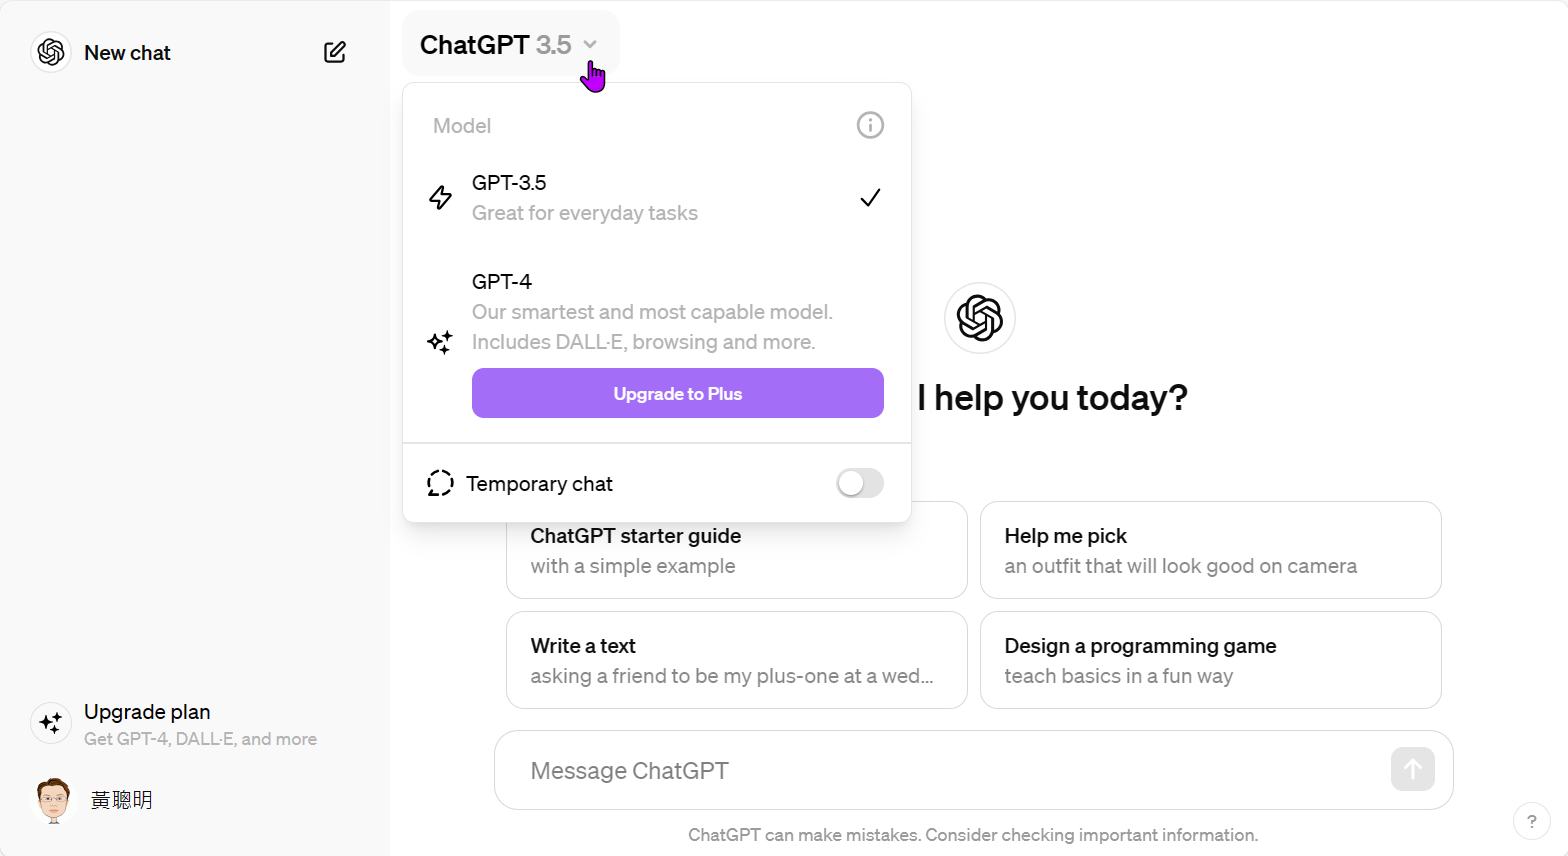 New chat
ChatGPT 3.5
Model
GPT-3.5
Great for everyday tasks
GPT-4
Our smartest and most capable model.
Includes DALL·E, browsing and more.
Upgrade to Plus
Temporary chat
I help you today?
ChatGPT starter guide
with a simple example
Help me pick
an outfit that will look good on camera
Write a text
asking a friend to be my plus-one at a wed...
Design a programming game
teach basics in a fun way
Upgrade plan
Get GPT-4, DALL·E, and more
黃聰明
Message ChatGPT
ChatGPT can make mistakes. Consider checking important information.
?